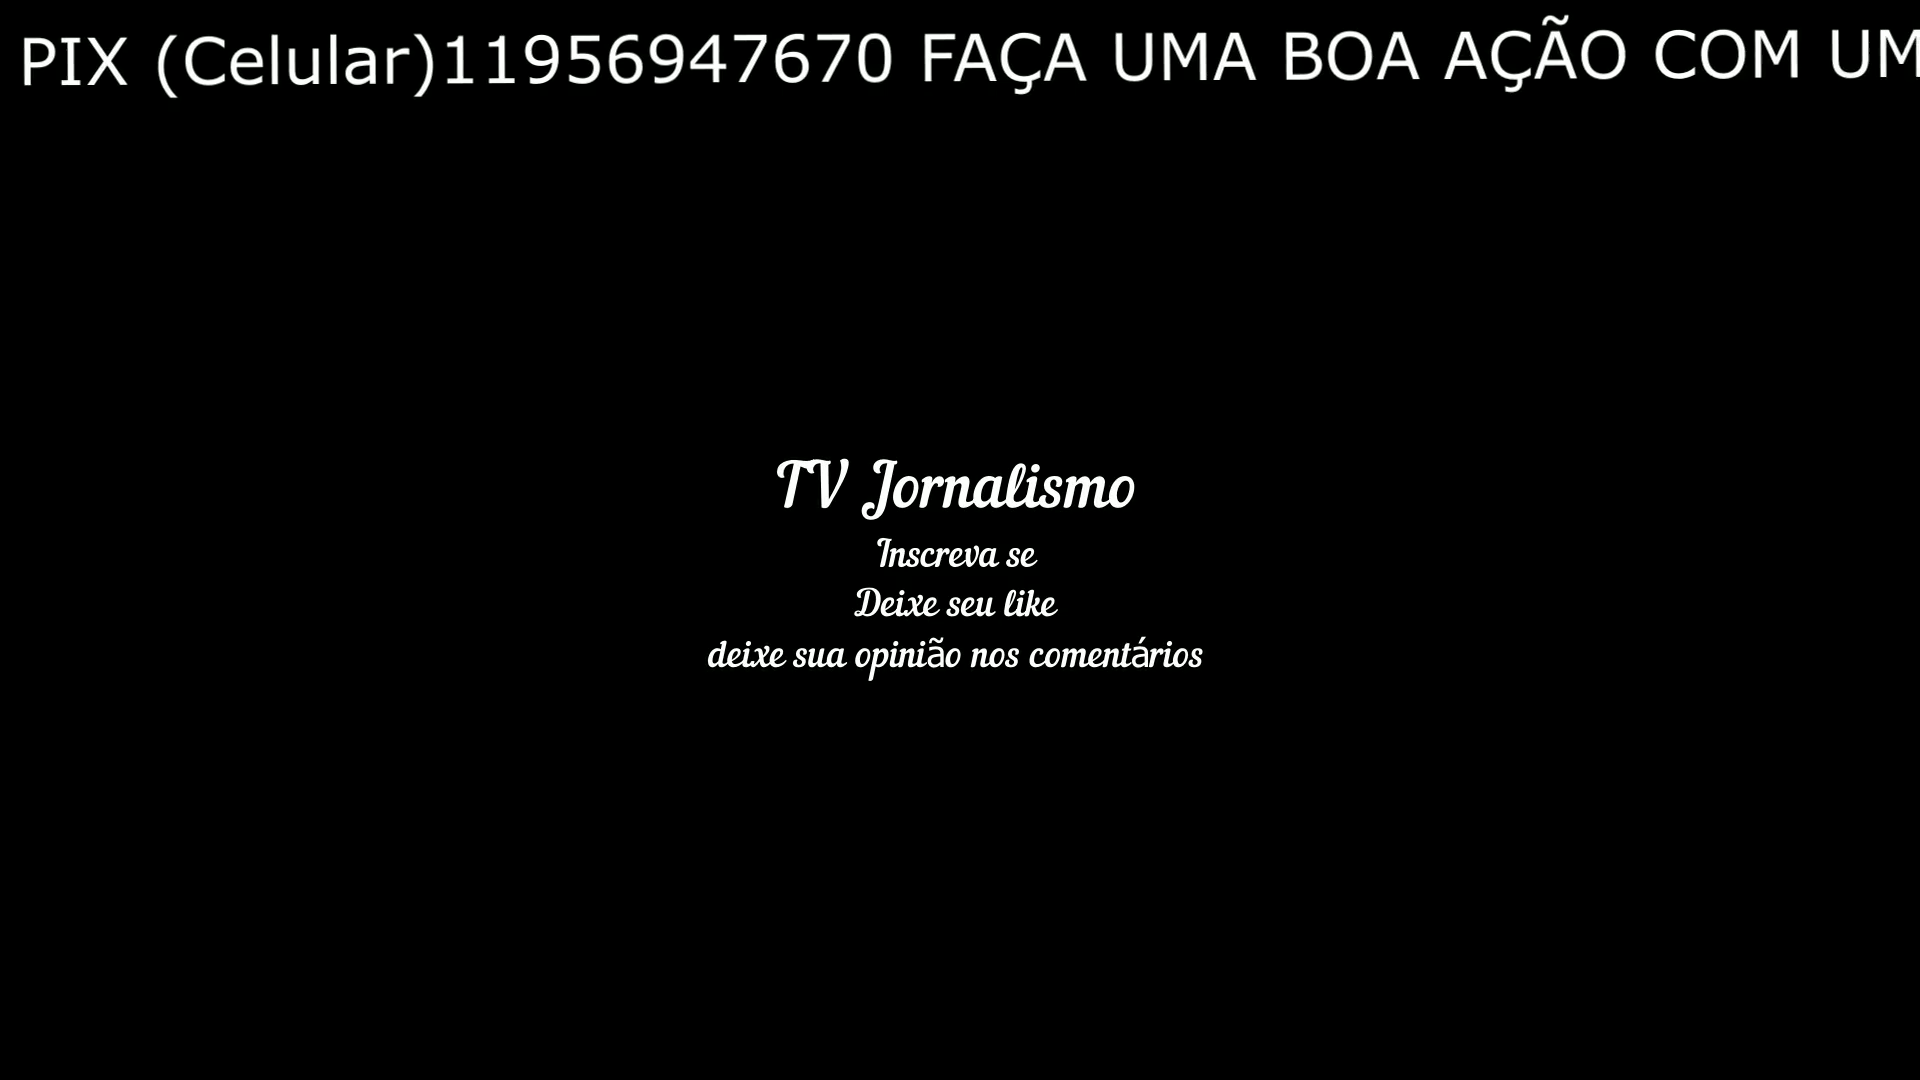 PIX (Celular)11956947670 FAÇA UMA BOA AÇÃO COM UM
TV Jornalismo
Inscreva se
Deixe seu like
deixe sua opinião nos comentários